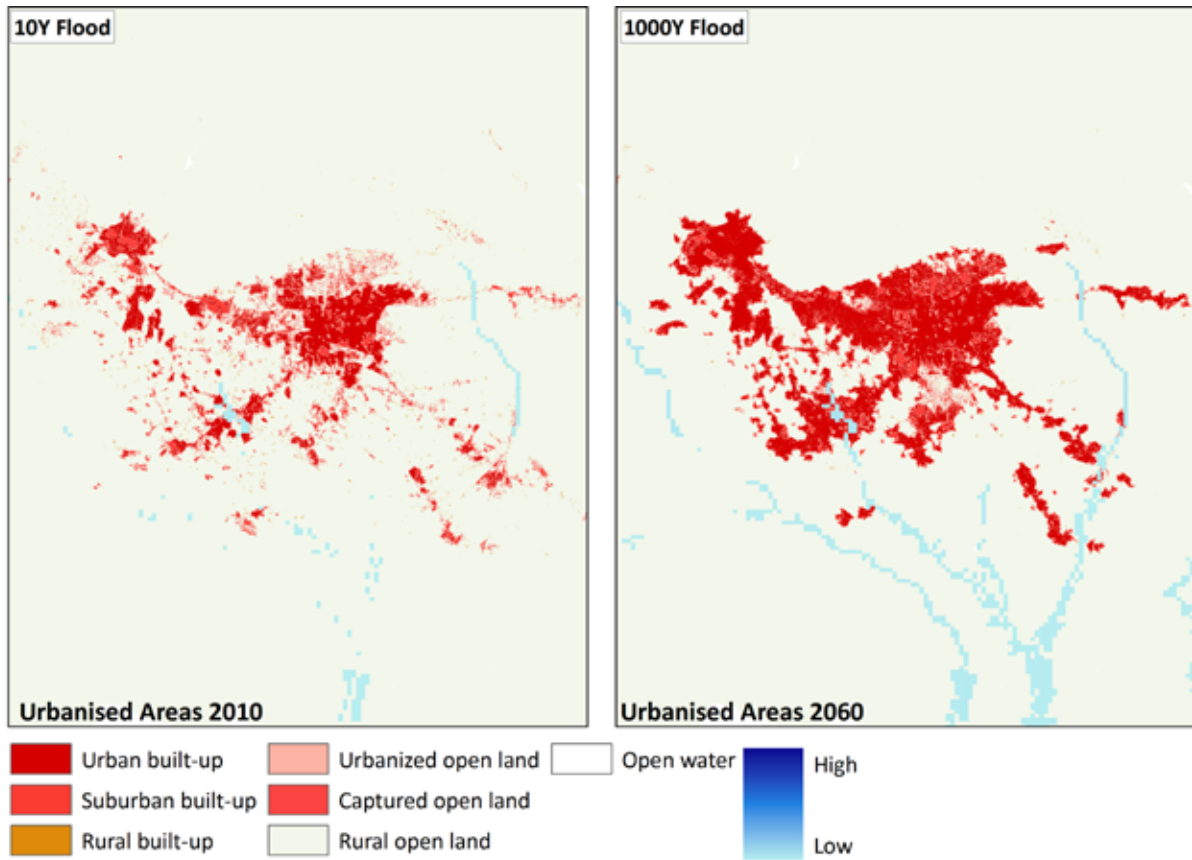 10Y Flood
1000Y Flood
Urbanised Areas 2010
Urbanised Areas 2060
Urban built-up
Urbanized open land
Open water
High
Suburban built-up
Captured open land
Rural built-up
Rural open land
Low